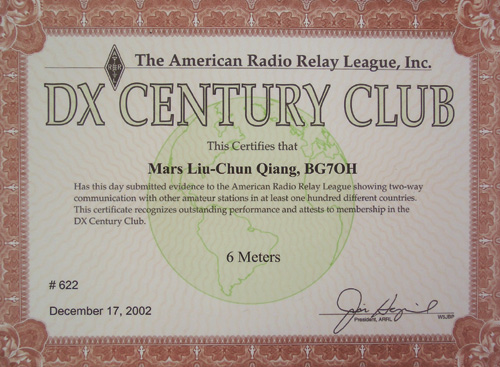 The American Radio Relay League, Inc.
DX CENTURY CLUB
This Certifies that
Mars Liu-Chun Qiang, BG7OH
Has this day submitted evidence to the American Radio Relay League showing two-way
communication with other amateur stations in at least one hundred different countries.
This certificate recognizes outstanding performance and attests to membership in the
DX Century Club.
6 Meters
# 622
December 17, 2002
President, ARRL